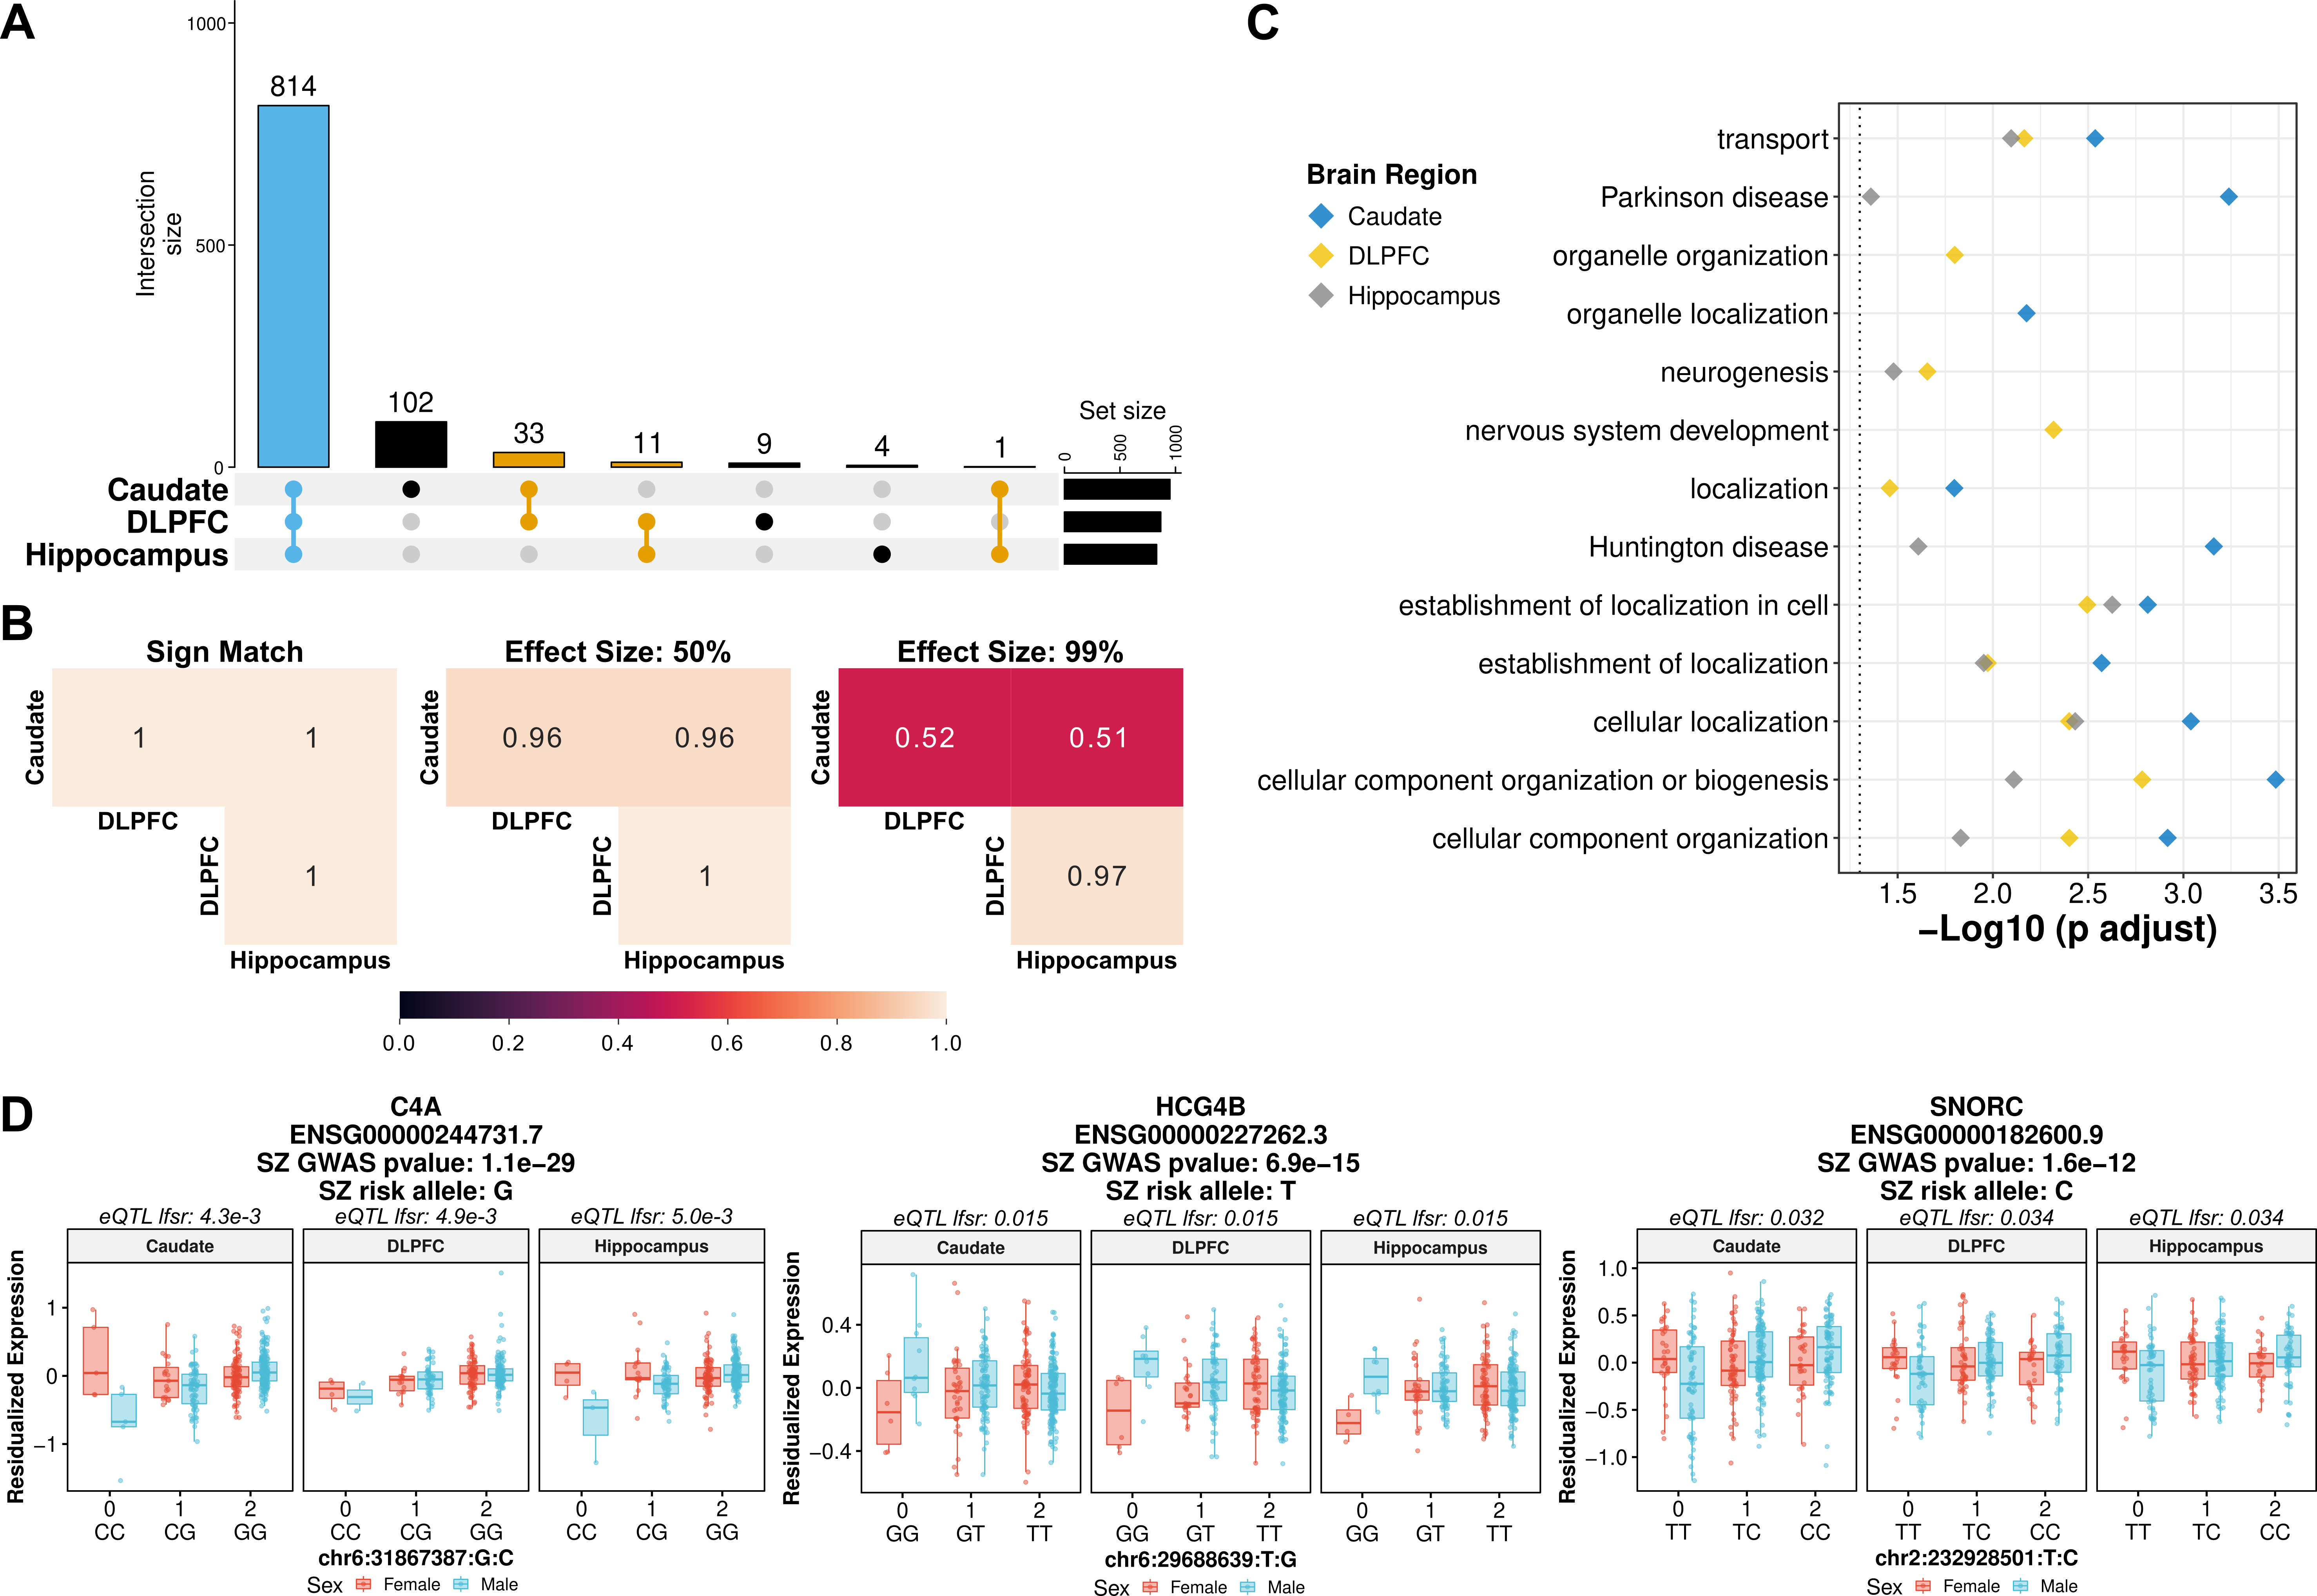 A
1000
500
0
Intersection
size
814
102
33
11
9
4
1
Set size
0
500
1000
Caudate
DLPFC
Hippocampus
B
Sign Match
Caudate
1
1
DLPFC
DLPFC
1
Hippocampus
Effect Size: 50%
Caudate
0.96
0.96
DLPFC
DLPFC
1
Hippocampus
Effect Size: 99%
Caudate
0.52
0.51
DLPFC
DLPFC
0.97
Hippocampus
0.0 0.2 0.4 0.6 0.8 1.0
C
Brain Region
Caudate
DLPFC
Hippocampus
transport
Parkinson disease
organelle organization
organelle localization
neurogenesis
nervous system development
localization
Huntington disease
establishment of localization in cell
establishment of localization
cellular localization
cellular component organization or biogenesis
cellular component organization
1.5 2.0 2.5 3.0 3.5
−Log10 (p adjust)
D
C4A
ENSG00000244731.7
SZ GWAS pvalue: 1.1e−29
SZ risk allele: G
eQTL lfsr: 4.3e-3 eQTL lfsr: 4.9e-3 eQTL lfsr: 5.0e-3
Caudate DLPFC Hippocampus
Residualized Expression
1
0
−1
0 1 2 0 1 2 0 1 2
CC CG GG CC CG GG CC CG GG
chr6:31867387:G:C
Sex Female Male
HCG4B
ENSG00000227262.3
SZ GWAS pvalue: 6.9e−15
SZ risk allele: T
eQTL lfsr: 0.015 eQTL lfsr: 0.015 eQTL lfsr: 0.015
Caudate DLPFC Hippocampus
Residualized Expression
0.4
0.0
−0.4
0 1 2 0 1 2 0 1 2
GG GT TT GG GT TT GG GT TT
chr6:29688639:T:G
Sex Female Male
SNORC
ENSG00000182600.9
SZ GWAS pvalue: 1.6e−12
SZ risk allele: C
eQTL lfsr: 0.032 eQTL lfsr: 0.034 eQTL lfsr: 0.034
Caudate DLPFC Hippocampus
Residualized Expression
1.0
0.5
0.0
−0.5
−1.0
0 1 2 0 1 2 0 1 2
TT TC CC TT TC CC TT TC CC
chr2:232928501:T:C
Sex Female Male